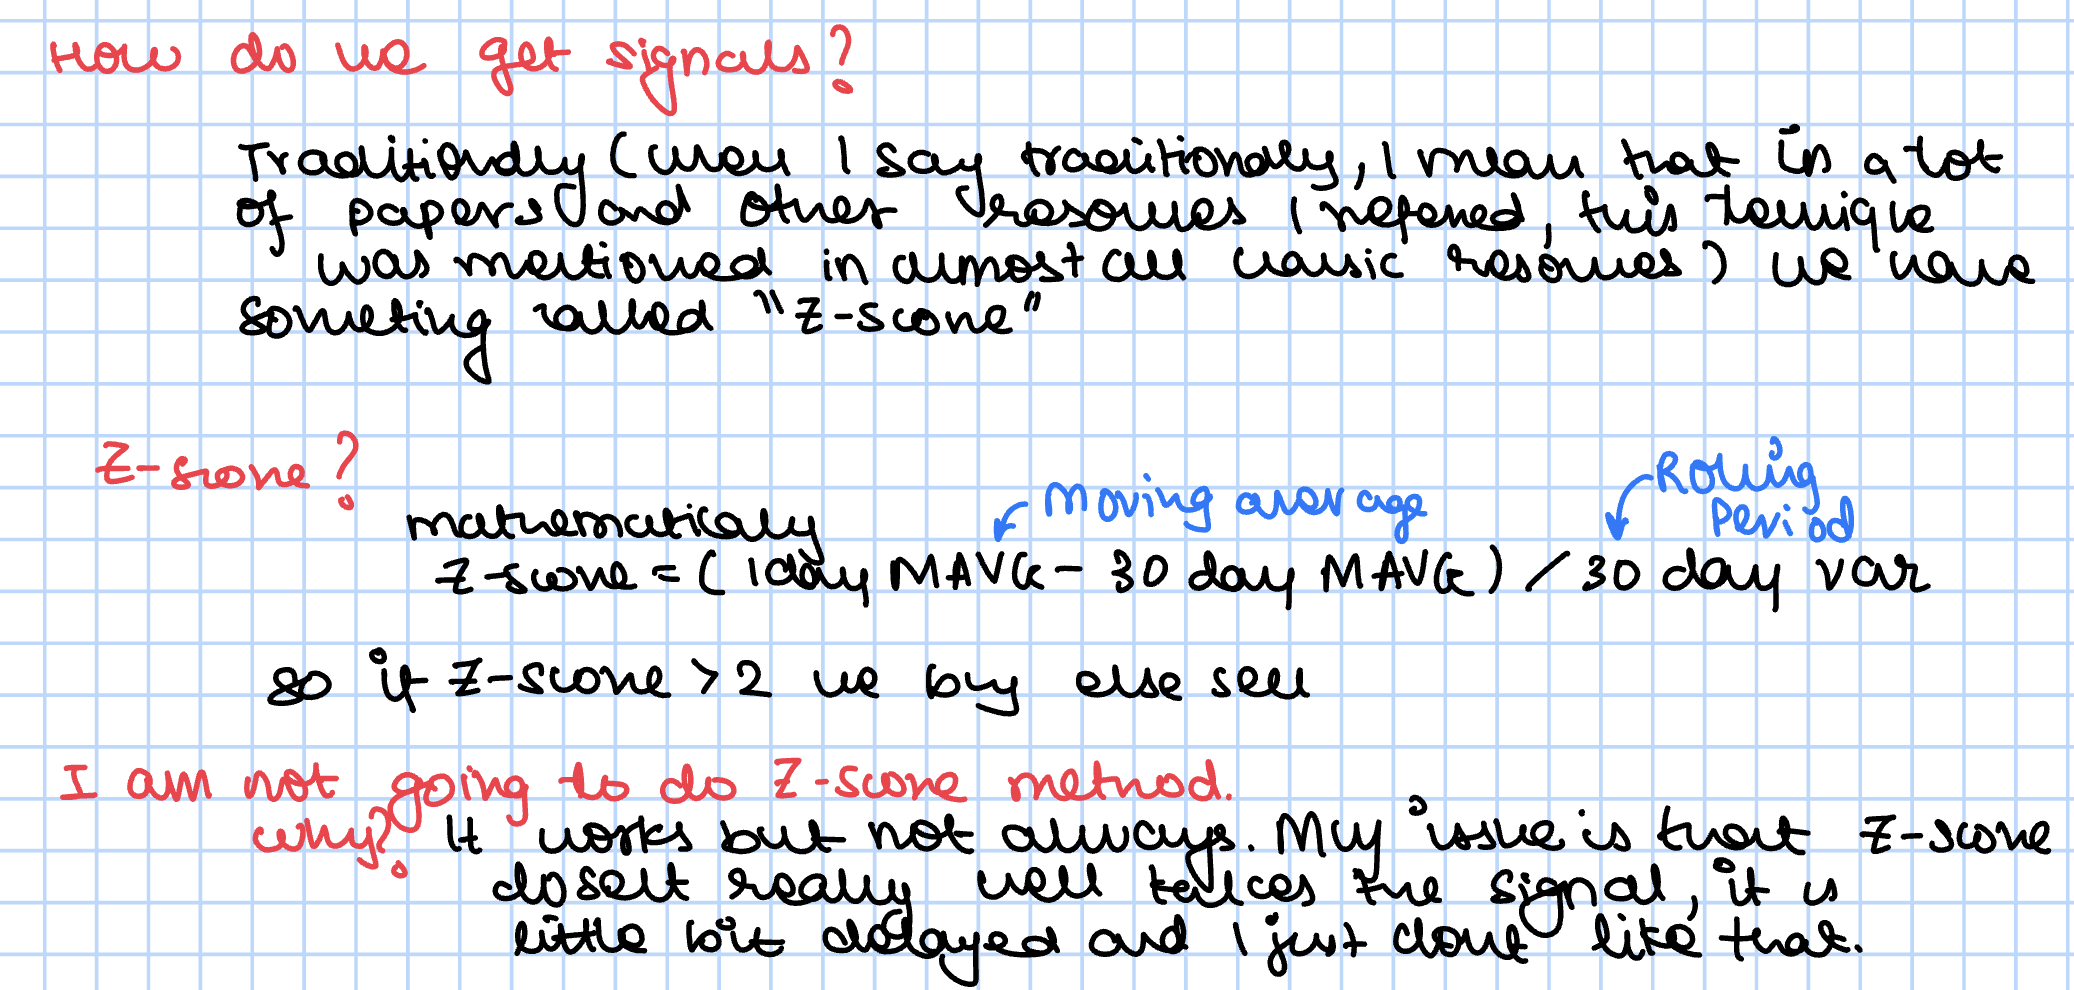 How do we get signals?
Traditionally (when I say traditionally, I mean that in a lot
of papers and other resources I refered, this technique
was mentioned in almost all classic resources) we have
someting called "Z-score"
Z-score?
Moving average
Rolling
Period
mathematically
Z-score = (1 day MAVG - 30 day MAVG) / 30 day var
so if Z-score > 2 we buy else sell
I am not going to do Z-score method.
why? It works but not always. My issue is that Z-score
dosent really well takes the signal, it is
little bit delayed and I just dont like that.